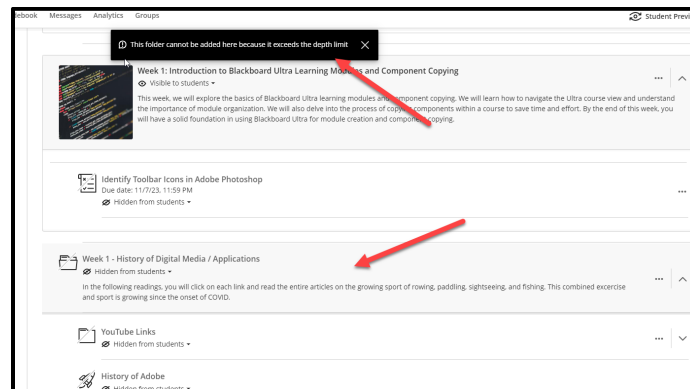 Messages Analytics Groups
Student Previ
This folder cannot be added here because it exceeds the depth limit
Week 1: Introduction to Blackboard Ultra Learning Modules and Component Copying
Visible to students
This week, we will explore the basics of Blackboard Ultra learning modules and component copying. We will learn how to navigate the Ultra course view and understand
the importance of module organization. We will also delve into the process of copying components within a course to save time and effort. By the end of this week, you
will have a solid foundation in using Blackboard Ultra for module creation and component copying.
Identify Toolbar Icons in Adobe Photoshop
Due date: 11/7/23, 11:59 PM
Hidden from students
Week 1 - History of Digital Media / Applications
Hidden from students
In the following readings, you will click on each link and read the entire articles on the growing sport of rowing, paddling, sightseeing, and fishing. This combined excercise
and sport is growing since the onset of COVID.
YouTube Links
Hidden from students
History of Adobe
Hidden from students